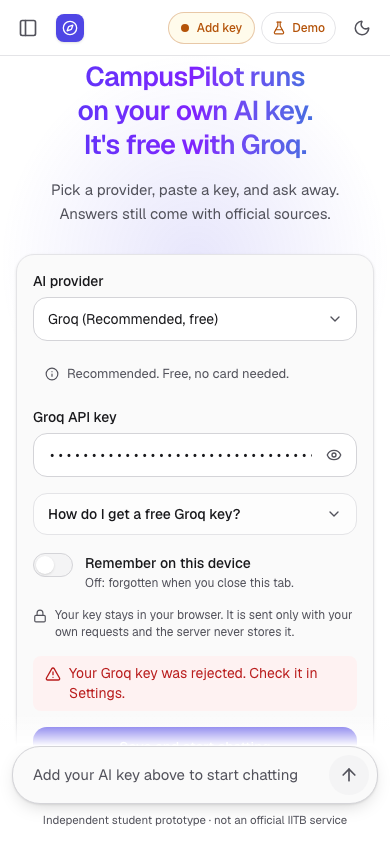 Add key
Demo
CampusPilot runs
on your own AI key.
It's free with Groq.
Pick a provider, paste a key, and ask away.
Answers still come with official sources.
AI provider
Groq (Recommended, free)
Recommended. Free, no card needed.
Groq API key
How do I get a free Groq key?
Remember on this device
Off: forgotten when you close this tab.
Your key stays in your browser. It is sent only with your
own requests and the server never stores it.
Your Groq key was rejected. Check it in
Settings.
Add your AI key above to start chatting
Independent student prototype · not an official IITB service